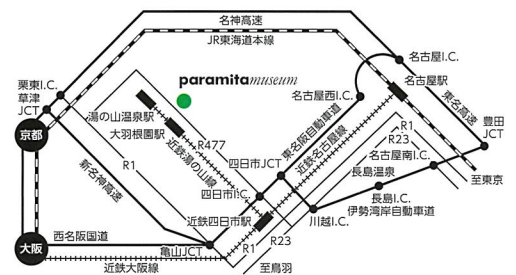 名神高速
JR東海道本線
paramitamuseum
名古屋I.C.
名古屋駅
栗東I.C.
草津
JCT
京都
湯の山温泉駅
大羽根園駅
名古屋西I.C.
東名阪自動車道
東名高速
豊田
JCT
R477
近鉄湯の山線
近鉄名古屋線
R1
R23
名古屋南I.C.
四日市JCT
R1
新名神高速
長島温泉
至東京
四日市I.C.
長島I.C.
伊勢湾岸自動車道
近鉄四日市駅
川越I.C.
大阪
西名阪国道
亀山JCT
R1
R23
近鉄大阪線
至鳥羽